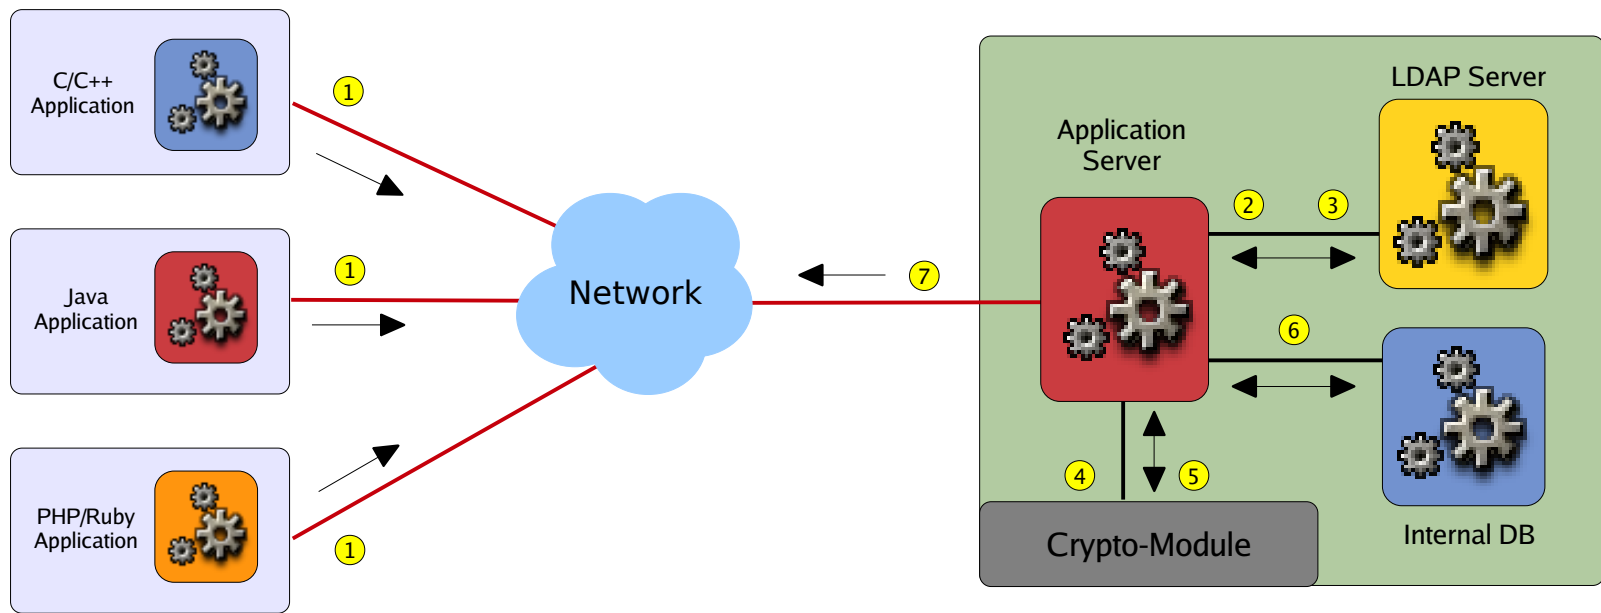 C/C++
Application
1
Java
Application
1
PHP/Ruby
Application
1
Network
7
Application
Server
LDAP Server
2
3
6
4
5
Crypto-Module
Internal DB